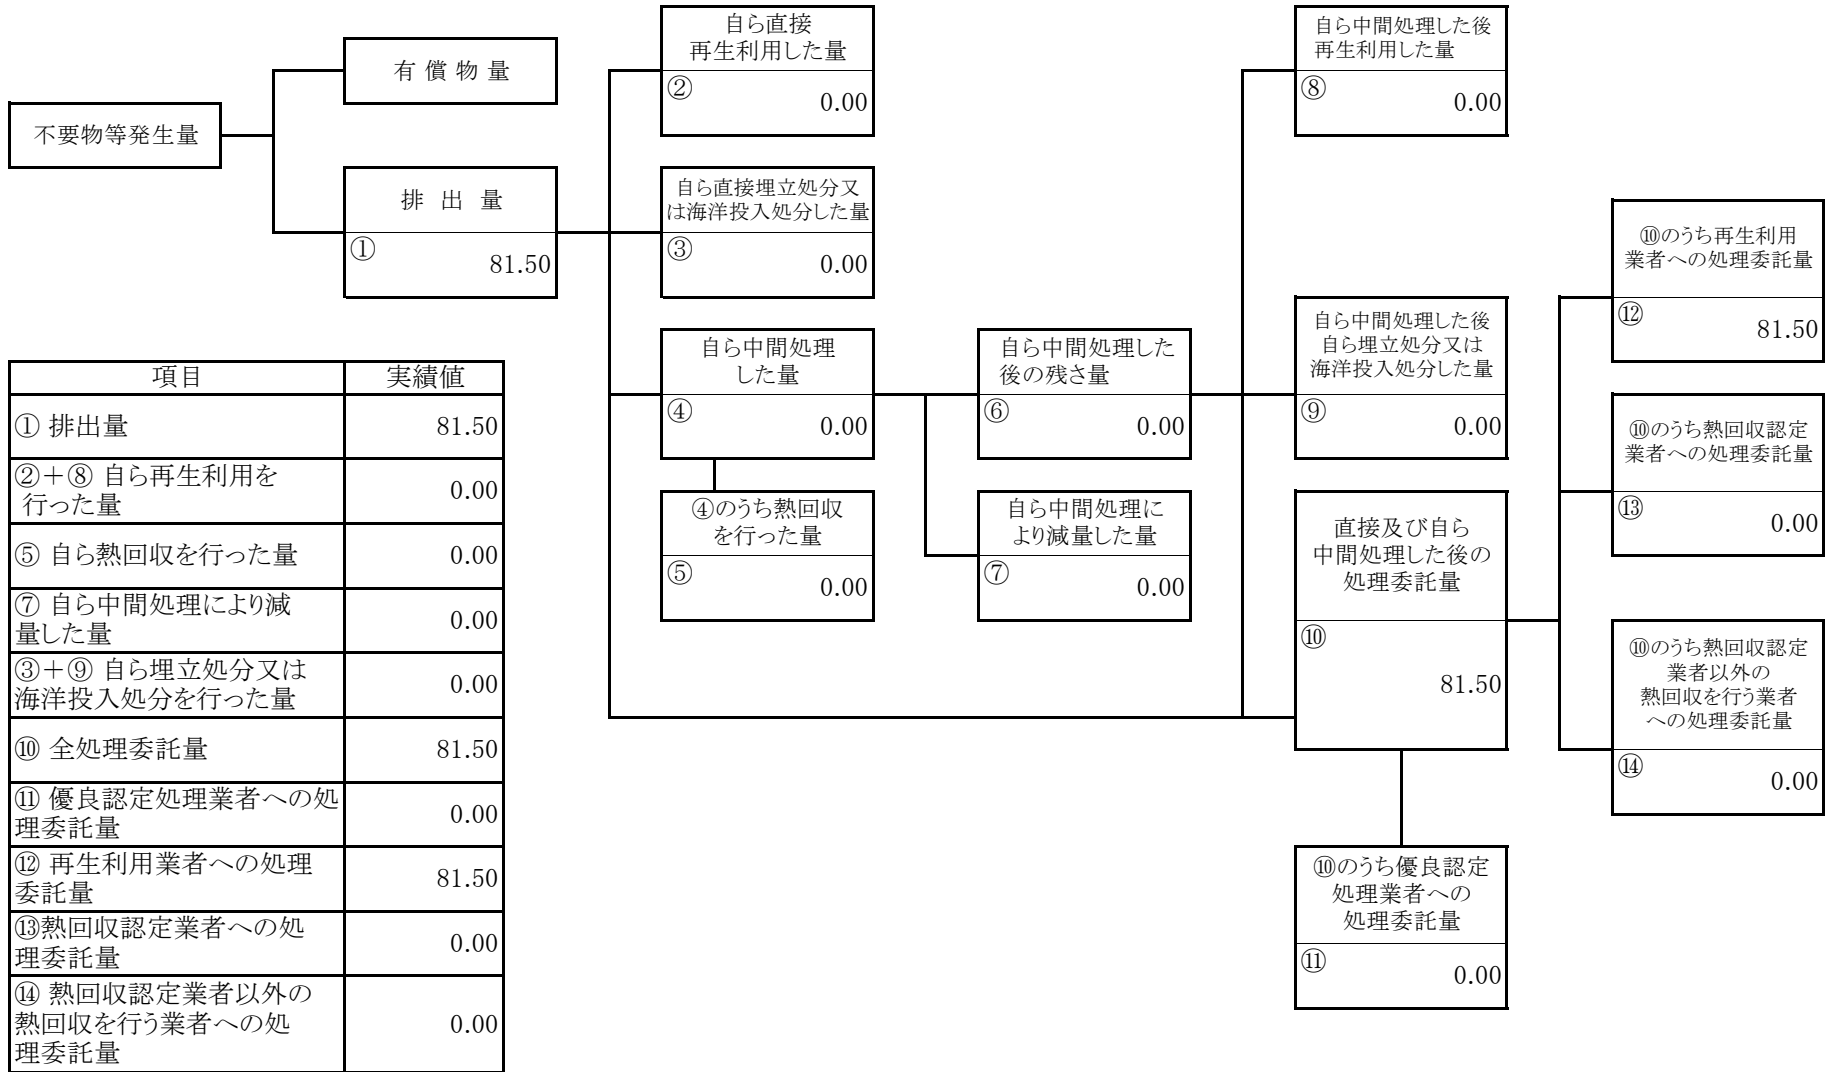 不要物等発生量
有 償 物 量
排 出 量
①
81.50
自ら直接
再生利用した量
②
0.00
自ら直接埋立処分又
は海洋投入処分した量
③
0.00
自ら中間処理
した量
④
0.00
④のうち熱回収
を行った量
⑤
0.00
自ら中間処理した
後の残さ量
⑥
0.00
自ら中間処理に
より減量した量
⑦
0.00
自ら中間処理した後
再生利用した量
⑧
0.00
自ら中間処理した後
自ら埋立処分又は
海洋投入処分した量
⑨
0.00
直接及び自ら
中間処理した後の
処理委託量
⑩
81.50
⑩のうち優良認定
処理業者への
処理委託量
⑪
0.00
⑩のうち再生利用
業者への処理委託量
⑫
81.50
⑩のうち熱回収認定
業者への処理委託量
⑬
0.00
⑩のうち熱回収認定
業者以外の
熱回収を行う業者
への処理委託量
⑭
0.00
項目 実績値
① 排出量 81.50
②＋⑧ 自ら再生利用を
行った量 0.00
⑤ 自ら熱回収を行った量 0.00
⑦ 自ら中間処理により減
量した量 0.00
③＋⑨ 自ら埋立処分又は
海洋投入処分を行った量 0.00
⑩ 全処理委託量 81.50
⑪ 優良認定処理業者への処
理委託量 0.00
⑫ 再生利用業者への処理
委託量 81.50
⑬熱回収認定業者への処
理委託量 0.00
⑭ 熱回収認定業者以外の
熱回収を行う業者への処
理委託量 0.00